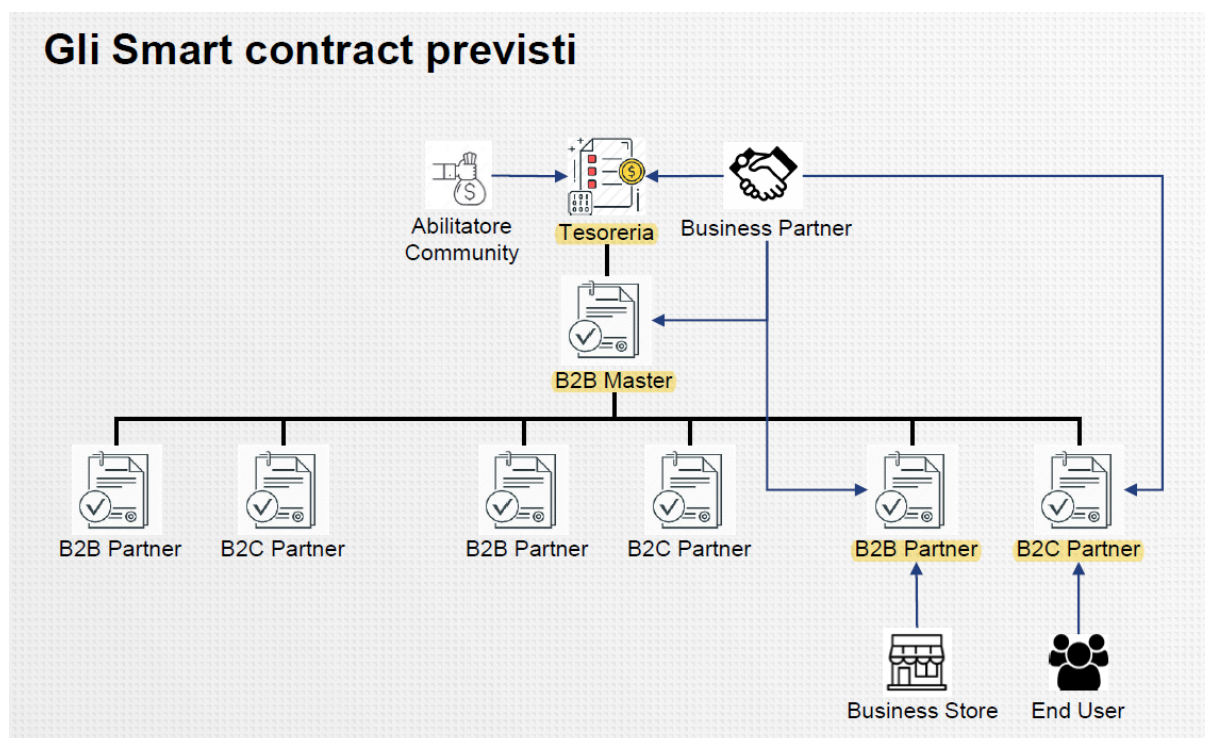 Gli Smart contract previsti
Abilitatore
Community
Tesoreria
Business Partner
B2B Master
B2B Partner
B2C Partner
B2B Partner
B2C Partner
B2B Partner
B2C Partner
Business Store
End User